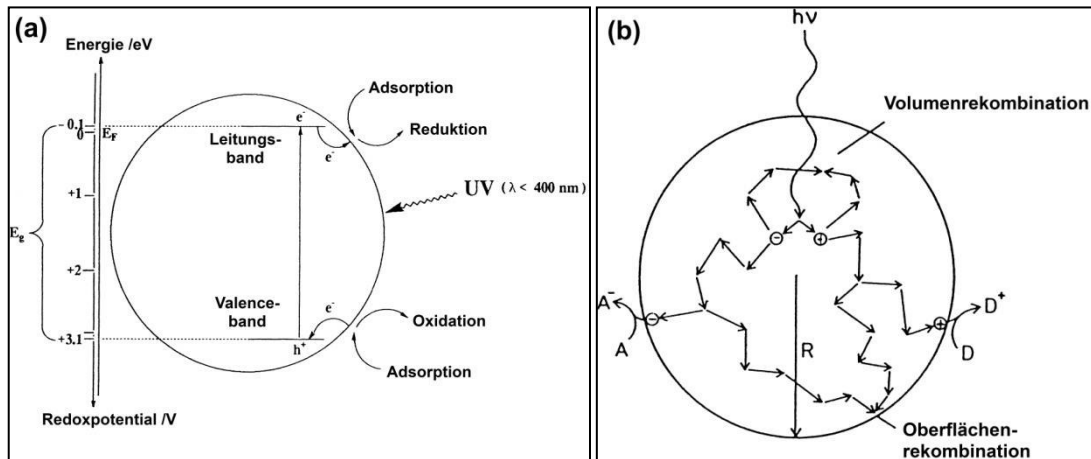 (a)
Energie /eV
- 0.1
0
E_F
+1
E_g
+2
+3.1
Redoxpotential /V
e⁻
Leitungs-
band
e⁻
Valence-
band
h⁺
e⁻
Adsorption
Reduktion
UV ( λ < 400 nm )
Oxidation
Adsorption
(b)
hν
Volumenrekombination
⊖
⊕
A⁻
⊖
A
R
⊕
D⁺
D
Oberflächen-
rekombination